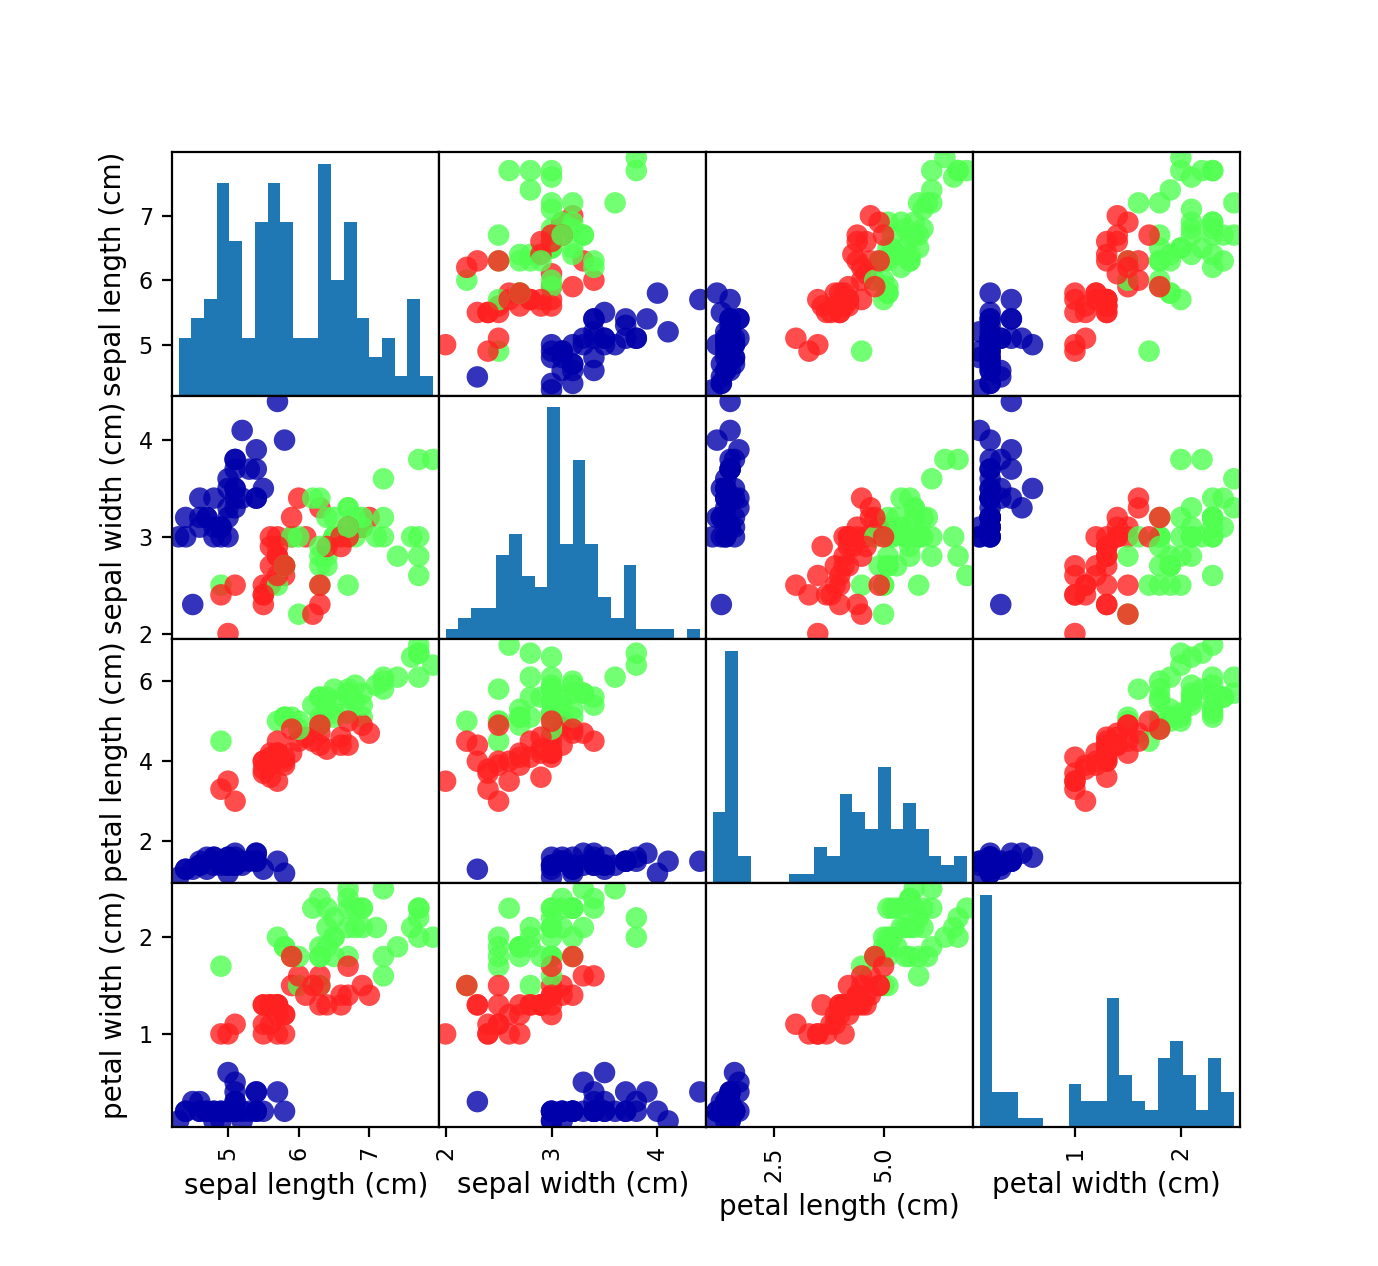 sepal length (cm)
7
6
5
sepal width (cm)
4
3
2
petal length (cm)
6
4
2
petal width (cm)
2
1
5 6 7 2 3 4 2.5 5.0 1 2
sepal length (cm) sepal width (cm) petal length (cm) petal width (cm)